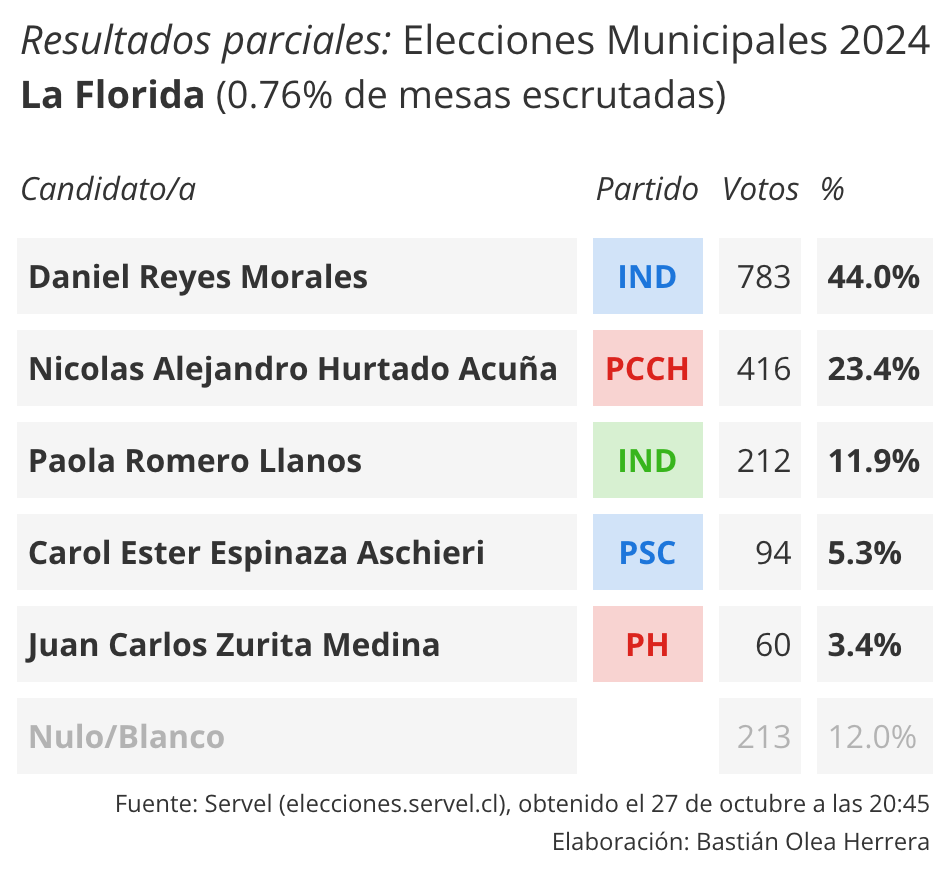 Resultados parciales: Elecciones Municipales 2024
La Florida (0.76% de mesas escrutadas)
Candidato/a Partido Votos %
Daniel Reyes Morales IND 783 44.0%
Nicolas Alejandro Hurtado Acuña PCCH 416 23.4%
Paola Romero Llanos IND 212 11.9%
Carol Ester Espinaza Aschieri PSC 94 5.3%
Juan Carlos Zurita Medina PH 60 3.4%
Nulo/Blanco 213 12.0%
Fuente: Servel (elecciones.servel.cl), obtenido el 27 de octubre a las 20:45
Elaboración: Bastián Olea Herrera